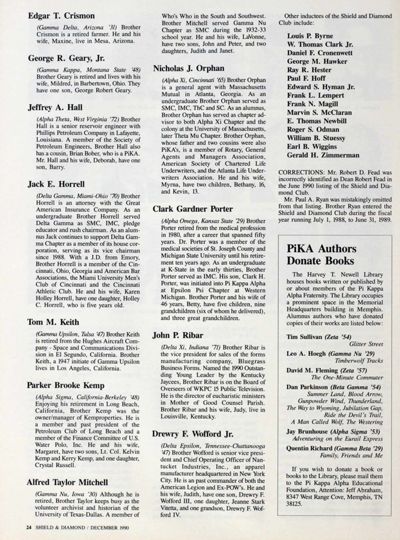 Edgar T. Crismon
(Gamma Delta, Arizona '31) Brother
Crismon is a retired farmer. He and his
wife, Maxine, live in Mesa, Arizona.
George R. Geary, Jr.
(Gamma Kappa, Montana State '48)
Brother Geary is retired and lives with his
wife, Mildred, in Barbertown, Ohio. They
have one son, George Robert Geary.
Jeffrey A. Hall
(Alpha Theta, West Virginia '72) Brother
Hall is a senior reservoir engineer with
Phillips Petroleum Company in Lafayette,
Louisiana. A member of the Society of
Petroleum Engineers, Brother Hall also
has a cousin, Brian Bober, who is a PiKA.
Mr. Hall and his wife, Deborah, have one
son, Barry.
Jack E. Horrell
(Delta Gamma, Miami-Ohio '70) Brother
Horrell is an attorney with the Great
American Insurance Company. As an
undergraduate Brother Horrell served
Delta Gamma as SMC, IMC, pledge
educator and rush chairman. As an alum-
nus Jack continues to support Delta Gam-
ma Chapter as a member of its house cor-
poration, serving as its vice chairman
since 1988. With a J.D. from Emory,
Brother Horrell is a member of the Cin-
cinnati, Ohio, Georgia and American Bar
Associations, the Miami University Men's
Club of Cincinnati and the Cincinnati
Athletic Club. He and his wife, Karen
Holley Horrell, have one daughter, Holley
C. Horrell, who is five years old.
Tom M. Keith
(Gamma Upsilon, Tulsa '47) Brother Keith
is retired from the Hughes Aircraft Com-
pany - Space and Communications Divi-
sion in El Segundo, California. Brother
Keith, a 1947 initiate of Gamma Upsilon
lives in Los Angeles, California.
Parker Brooke Kemp
(Alpha Sigma, California-Berkeley '48)
Enjoying his retirement in Long Beach,
California, Brother Kemp was the
owner/manager of Kemproperties. He is
a member and past president of the
Petroleum Club of Long Beach and a
member of the Finance Committee of U.S.
Water Polo, Inc. He and his wife,
Margaret, have two sons, Lt. Col. Kelvin
Kemp and Kerry Kemp, and one daughter,
Crystal Russell.
Alfred Taylor Mitchell
(Gamma Nu, Iowa '30) Although he is
retired, Brother Taylor keeps busy as the
volunteer archivist and historian of the
University of Texas-Dallas. A member of
Who's Who in the South and Southwest.
Brother Mitchell served Gamma Nu
Chapter as SMC during the 1932-33
school year. He and his wife, LaVonne,
have two sons, John and Peter, and two
daughters, Judith and Janet.
Nicholas J. Orphan
(Alpha Xi, Cincinnati '65) Brother Orphan
is a general agent with Massachusetts
Mutual in Atlanta, Georgia. As an
undergraduate Brother Orphan served as
SMC, IMC, ThC and SC. As an alumnus,
Brother Orphan has served as chapter ad-
visor to both Alpha Xi Chapter and the
colony at the University of Massachusetts,
later Theta Mu Chapter. Brother Orphan,
whose father and two cousins were also
PiKA's, is a member of Rotary, General
Agents and Managers Association,
American Society of Chartered Life
Underwriters, and the Atlanta Life Under-
writers Association. He and his wife,
Myrna, have two children, Bethany, 16,
and Kevin, 13.
Clark Gardner Porter
(Alpha Omega, Kansas State '29) Brother
Porter retired from the medical profession
in 1980, after a career that spanned fifty
years. Dr. Porter was a member of the
medical societies of St. Joseph County and
Michigan State University until his retire-
ment ten years ago. As an undergraduate
at K-State in the early thirties, Brother
Porter served as IMC. His son, Clark H.
Porter, was initiated into Pi Kappa Alpha
at Epsilon Psi Chapter at Western
Michigan. Brother Porter and his wife of
46 years, Betty, have five children, nine
grandchildren (six of whom he delivered),
and three great grandchildren.
John P. Ribar
(Delta Xi, Indiana '71) Brother Ribar is
the vice president for sales of the forms
manufacturing company, Bluegrass
Business Forms. Named the 1990 Outstan-
ding Young Leader by the Kentucky
Jaycees, Brother Ribar is on the Board of
Overseers of WKPC 15 Public Television.
He is the director of eucharistic ministers
in Mother of Good Counsel Parish.
Brother Ribar and his wife, Judy, live in
Louisville, Kentucky.
Drewry F. Wofford Jr.
(Delta Epsilon, Tennessee-Chattanooga
'47) Brother Wofford is senior vice presi-
dent and Chief Operating Officer of Nan-
tucket Industries, Inc., an apparel
manufacturer headquartered in New York
City. He is an past commander of both the
American Legion and Ex-POW's. He and
his wife, Judith, have one son, Drewry F.
Wofford III, one daughter, Jeanne Stark
Viretta, and one grandson, Drewry F. Wof-
ford IV.
Other inductees of the Shield and Diamond
Club include:
Louis P. Byrne
W. Thomas Clark Jr.
Daniel F. Cronenwett
George M. Hawker
Ray R. Hester
Paul F. Hoff
Edward S. Hyman Jr.
Frank L. Lempert
Frank N. Magill
Marvin S. McClaran
E. Thomas Newbill
Roger S. Odman
William B. Stuessy
Earl B. Wiggins
Gerald H. Zimmerman
CORRECTIONS: Mr. Robert D. Fead was
incorrectly identified as Dean Robert Fead in
the June 1990 listing of the Shield and Dia-
mond Club.
Mr. Paul A. Ryan was mistakingly omitted
from that listing. Brother Ryan entered the
Shield and Diamond Club during the fiscal
year running July 1, 1988, to June 31, 1989.
PiKA Authors
Donate Books
The Harvey T. Newell Library
houses books written or published by
or about members of the Pi Kappa
Alpha Fraternity. The Library occupies
a prominent space in the Memorial
Headquarters building in Memphis.
Alumnus authors who have donated
copies of their works are listed below:
Tim Sullivan (Zeta '54)
Glitter Street
Leo A. Hoegh (Gamma Nu '29)
Timberwolf Tracks
David M. Fleming (Zeta '57)
The One-Minute Commuter
Dan Parkinson (Beta Gamma '54)
Summer Land, Blood Arrow,
Gunpowder Wind, Thunderland,
The Way to Wyoming, Jubilation Gap,
Ride the Devil's Trail,
A Man Called Wolf, The Westering
Jay Brunhouse (Alpha Sigma '53)
Adventuring on the Eurail Express
Quentin Richard (Gamma Beta '29)
Family, Friends and Me
If you wish to donate a book or
books to the Library, please mail them
to the Pi Kappa Alpha Educational
Foundation, Attention: Jeff Abraham,
8347 West Range Cove, Memphis, TN
38125.
24 SHIELD & DIAMOND / DECEMBER 1990